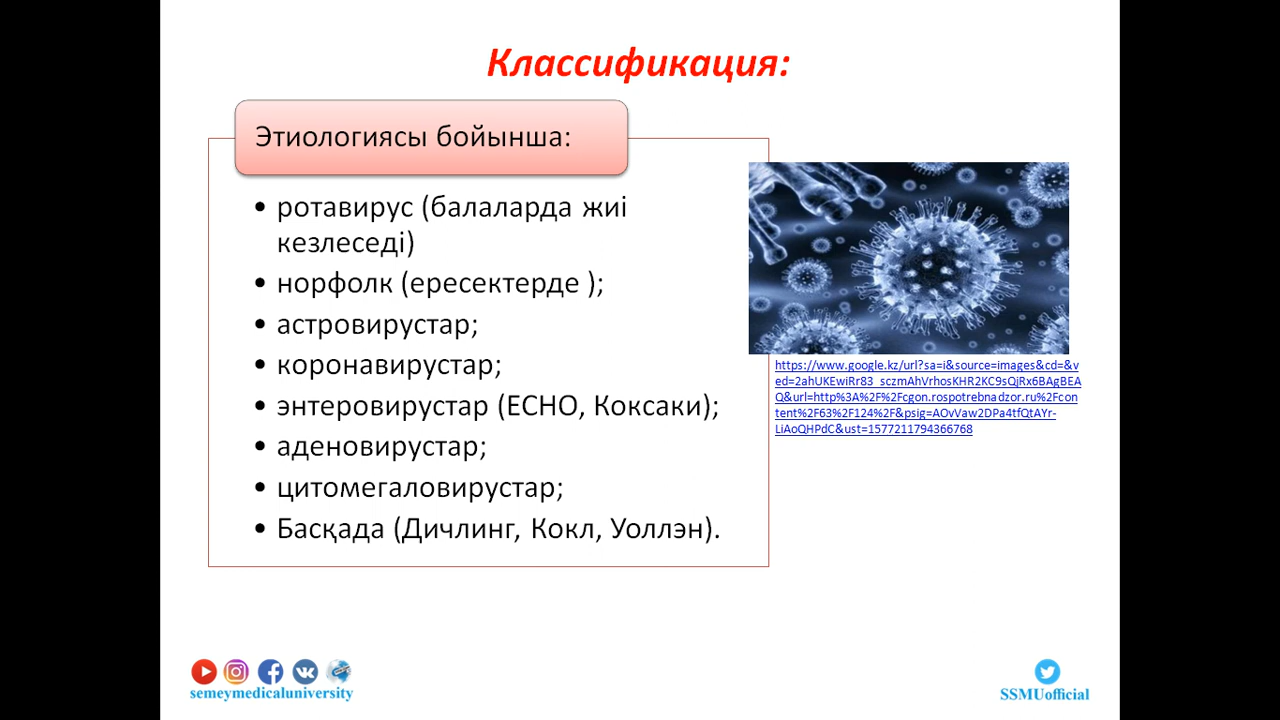 Классификация:
Этиологиясы бойынша:
• ротавирус (балаларда жиі
кезлеседі)
• норфолк (ересектерде );
• астровирустар;
• коронавирустар;
• энтеровирустар (ЕСНО, Коксаки);
• аденовирустар;
• цитомегаловирустар;
• Басқада (Дичлинг, Кокл, Уоллэн).
https://www.google.kz/url?sa=i&source=images&cd=&v
ed=2ahUKEwiRr83_sczmAhVrhosKHR2KC9sQjRx6BAgBEA
Q&url=http%3A%2F%2Fcgon.rospotrebnadzor.ru%2Fcon
tent%2F63%2F124%2F&psig=AOvVaw2DPa4tfQtAYr-
LiAoQHPdC&ust=1577211794366768
semeymedicaluniversity
SSMUofficial